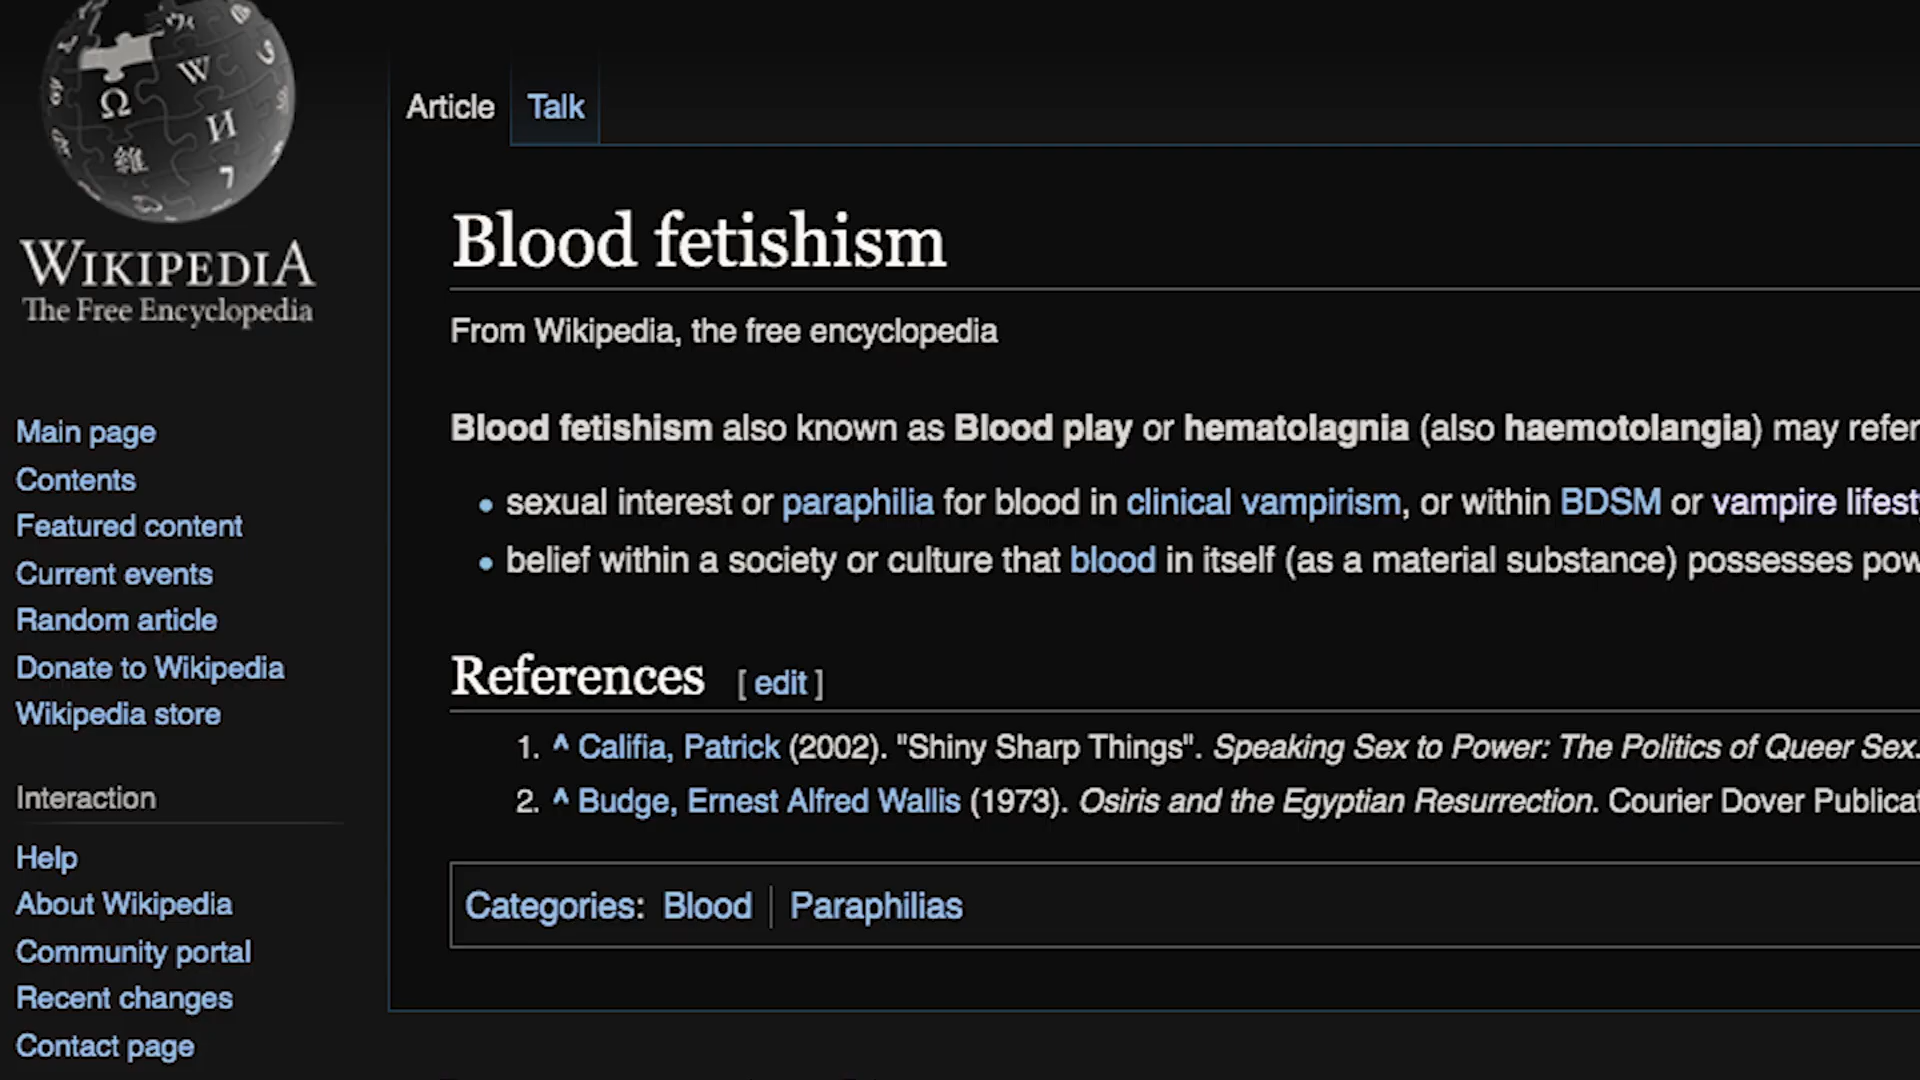 WIKIPEDIA
The Free Encyclopedia
Main page
Contents
Featured content
Current events
Random article
Donate to Wikipedia
Wikipedia store
Interaction
Help
About Wikipedia
Community portal
Recent changes
Contact page
Article Talk
Blood fetishism
From Wikipedia, the free encyclopedia
Blood fetishism also known as Blood play or hematolagnia (also haemotolangia) may refer
sexual interest or paraphilia for blood in clinical vampirism, or within BDSM or vampire lifest
belief within a society or culture that blood in itself (as a material substance) possesses pow
References [ edit ]
1. ^ Califia, Patrick (2002). "Shiny Sharp Things". Speaking Sex to Power: The Politics of Queer Sex.
2. ^ Budge, Ernest Alfred Wallis (1973). Osiris and the Egyptian Resurrection. Courier Dover Publicat
Categories: Blood | Paraphilias